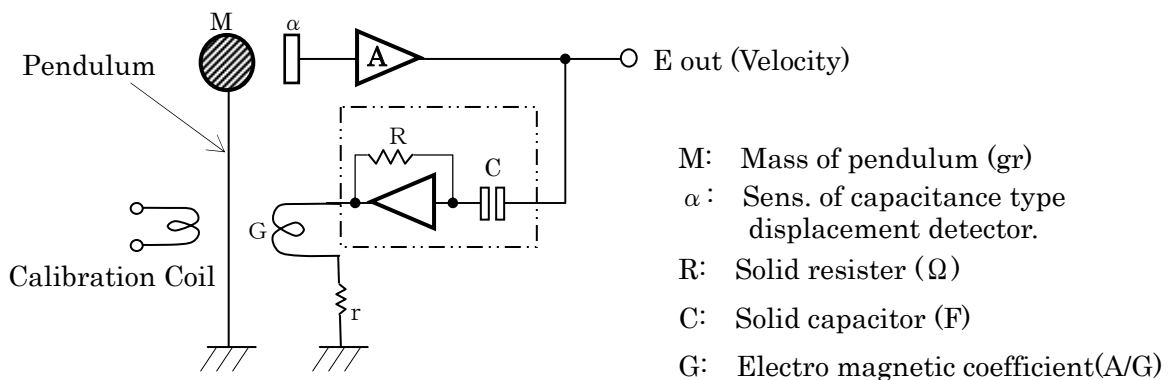 M
α
A
E out (Velocity)
Pendulum
R
C
G
Calibration Coil
r
M: Mass of pendulum (gr)
α: Sens. of capacitance type
displacement detector.
R: Solid resister (Ω)
C: Solid capacitor (F)
G: Electro magnetic coefficient(A/G)